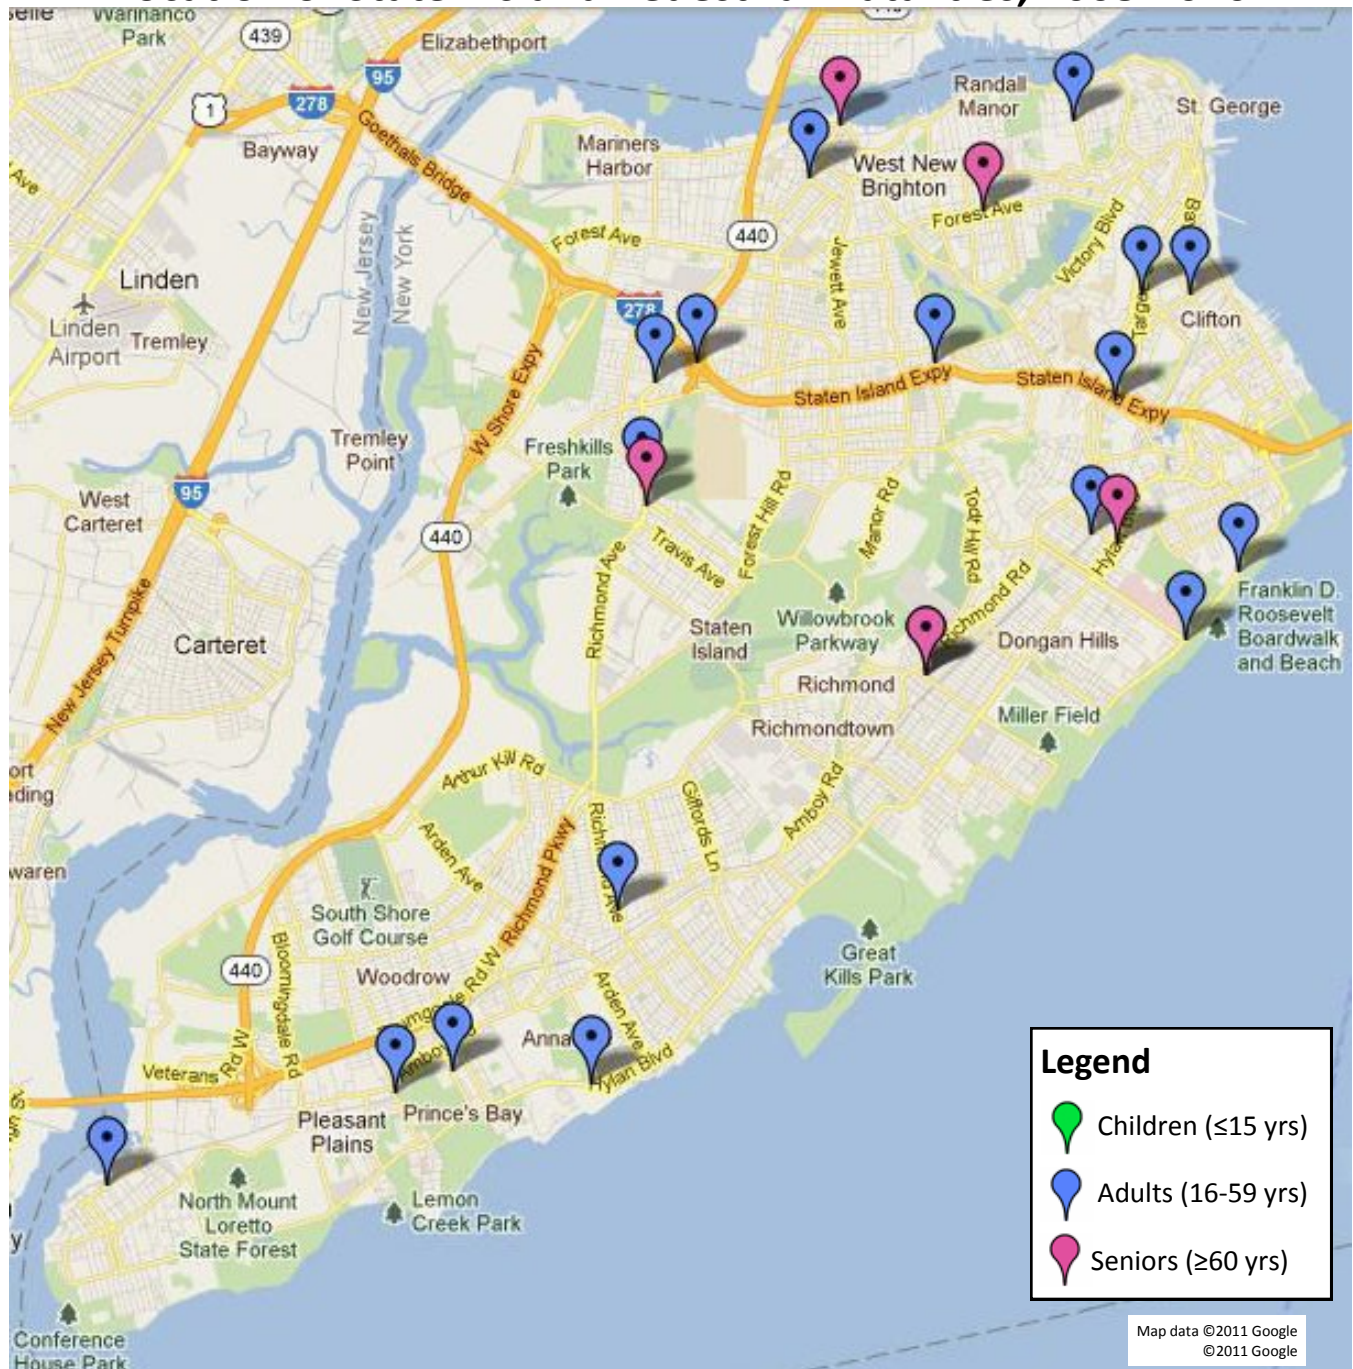 Park
439
Elizabethport
95
278
1
Bayway
Goethals Bridge
Mariners
Harbor
Randall
Manor
St. George
West New
Brighton
Forest Ave
Victory Blvd
440
Forest Ave
Jewett Ave
New Jersey
New York
Linden
Linden
Airport
Tremley
278
Clifton
W Shore Expy
Staten Island Expy
Staten Island Expy
Tremley
Point
Freshkills
Park
West
Carteret
95
440
Forest Hill Rd
Manor Rd
Todt Hill Rd
Travis Ave
Richmond Ave
Richmond Rd
New Jersey Turnpike
Carteret
Staten
Island
Willowbrook
Parkway
Dongan Hills
Franklin D.
Roosevelt
Boardwalk
and Beach
Richmond
Richmondtown
Miller Field
Arthur Kill Rd
Giffords Ln
Amboy Rd
Arden Ave
Richmond Pkwy
South Shore
Golf Course
440
Bloomingdale Rd
Woodrow
Great
Kills Park
Arden Ave
Veterans Rd W
Hylan Blvd
Pleasant
Plains
Prince's Bay
North Mount
Loretto
State Forest
Lemon
Creek Park
Conference
House Park
Legend
Children (≤15 yrs)
Adults (16-59 yrs)
Seniors (≥60 yrs)
Map data ©2011 Google
©2011 Google